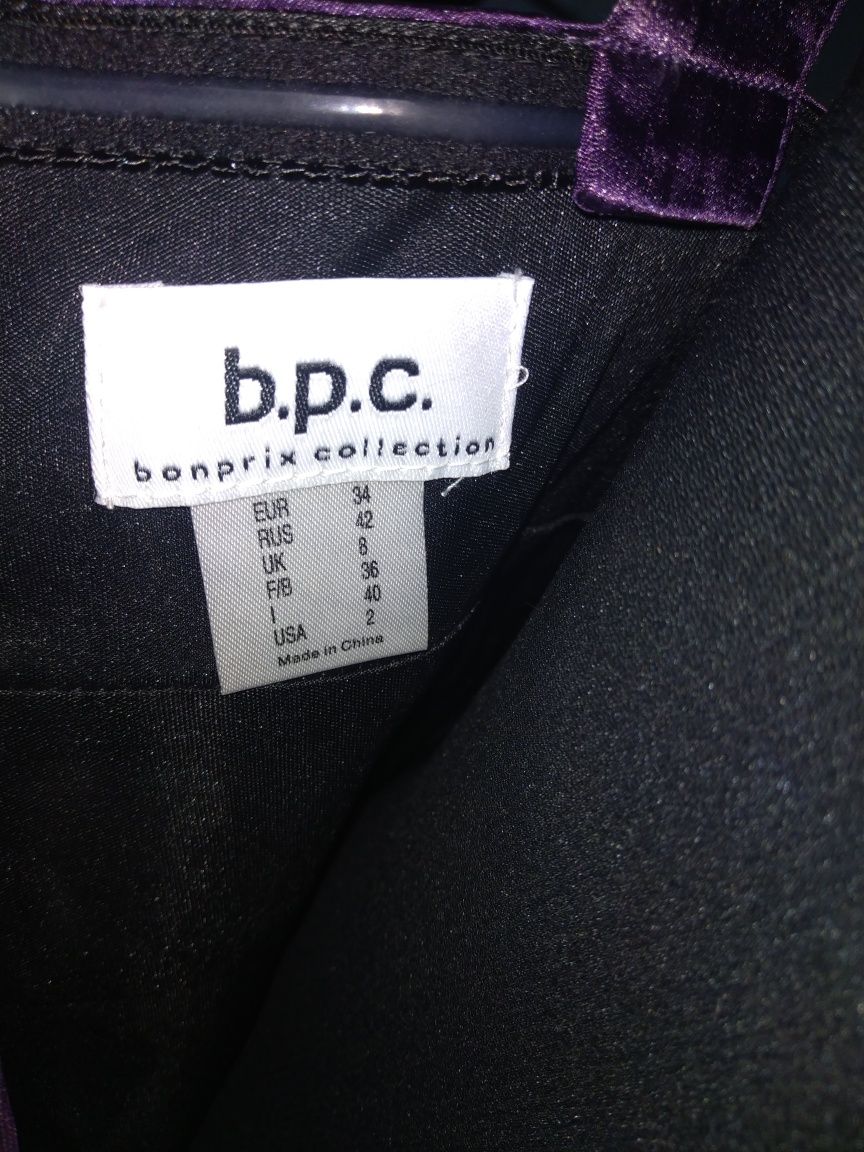 b.p.c.
bonprix collection
EUR 34
RUS 42
UK 8
F/B 36
I 40
USA 2
Made in China